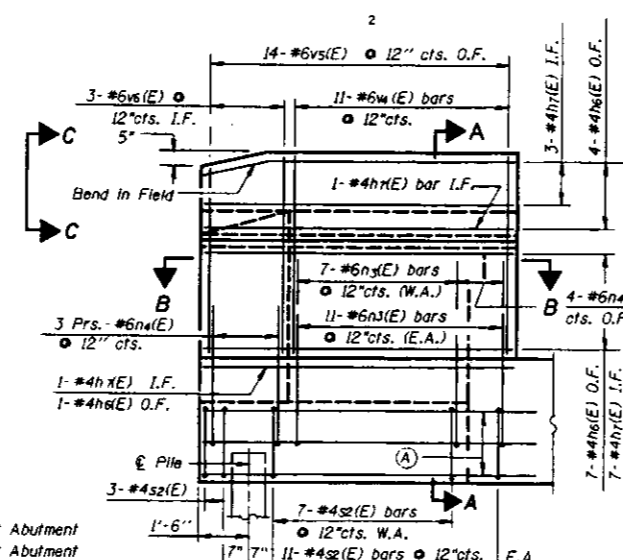 2
14-#6v5(E) @ 12" cts. O.F.
3-#6v6(E) @
12"cts. I.F.
11-#6v4(E) bars
@ 12"cts.
3-#4h7(E) I.F.
4-#4h6(E) O.F.
5"
C
A
Bend in Field
1-#4h7(E) bar I.F.
C
B
7-#6n3(E) bars
@ 12"cts. (W.A.)
B
4-#6n4
cts. O.F
3 Prs.-#6n4(E)
@ 12" cts.
11-#6n3(E) bars
@ 12"cts. (E.A.)
1-#4h7(E) I.F.
1-#4h6(E) O.F.
7-#4h6(E) O.F.
7-#4h7(E) I.F.
℄ Pile
A
3-#4s2(E)
7-#4s2(E) bars
@ 12"cts. W.A.
A
Abutment
Abutment
1'-6"
7" 7"
11-#4s2(E) bars @ 12"cts.
E.A.